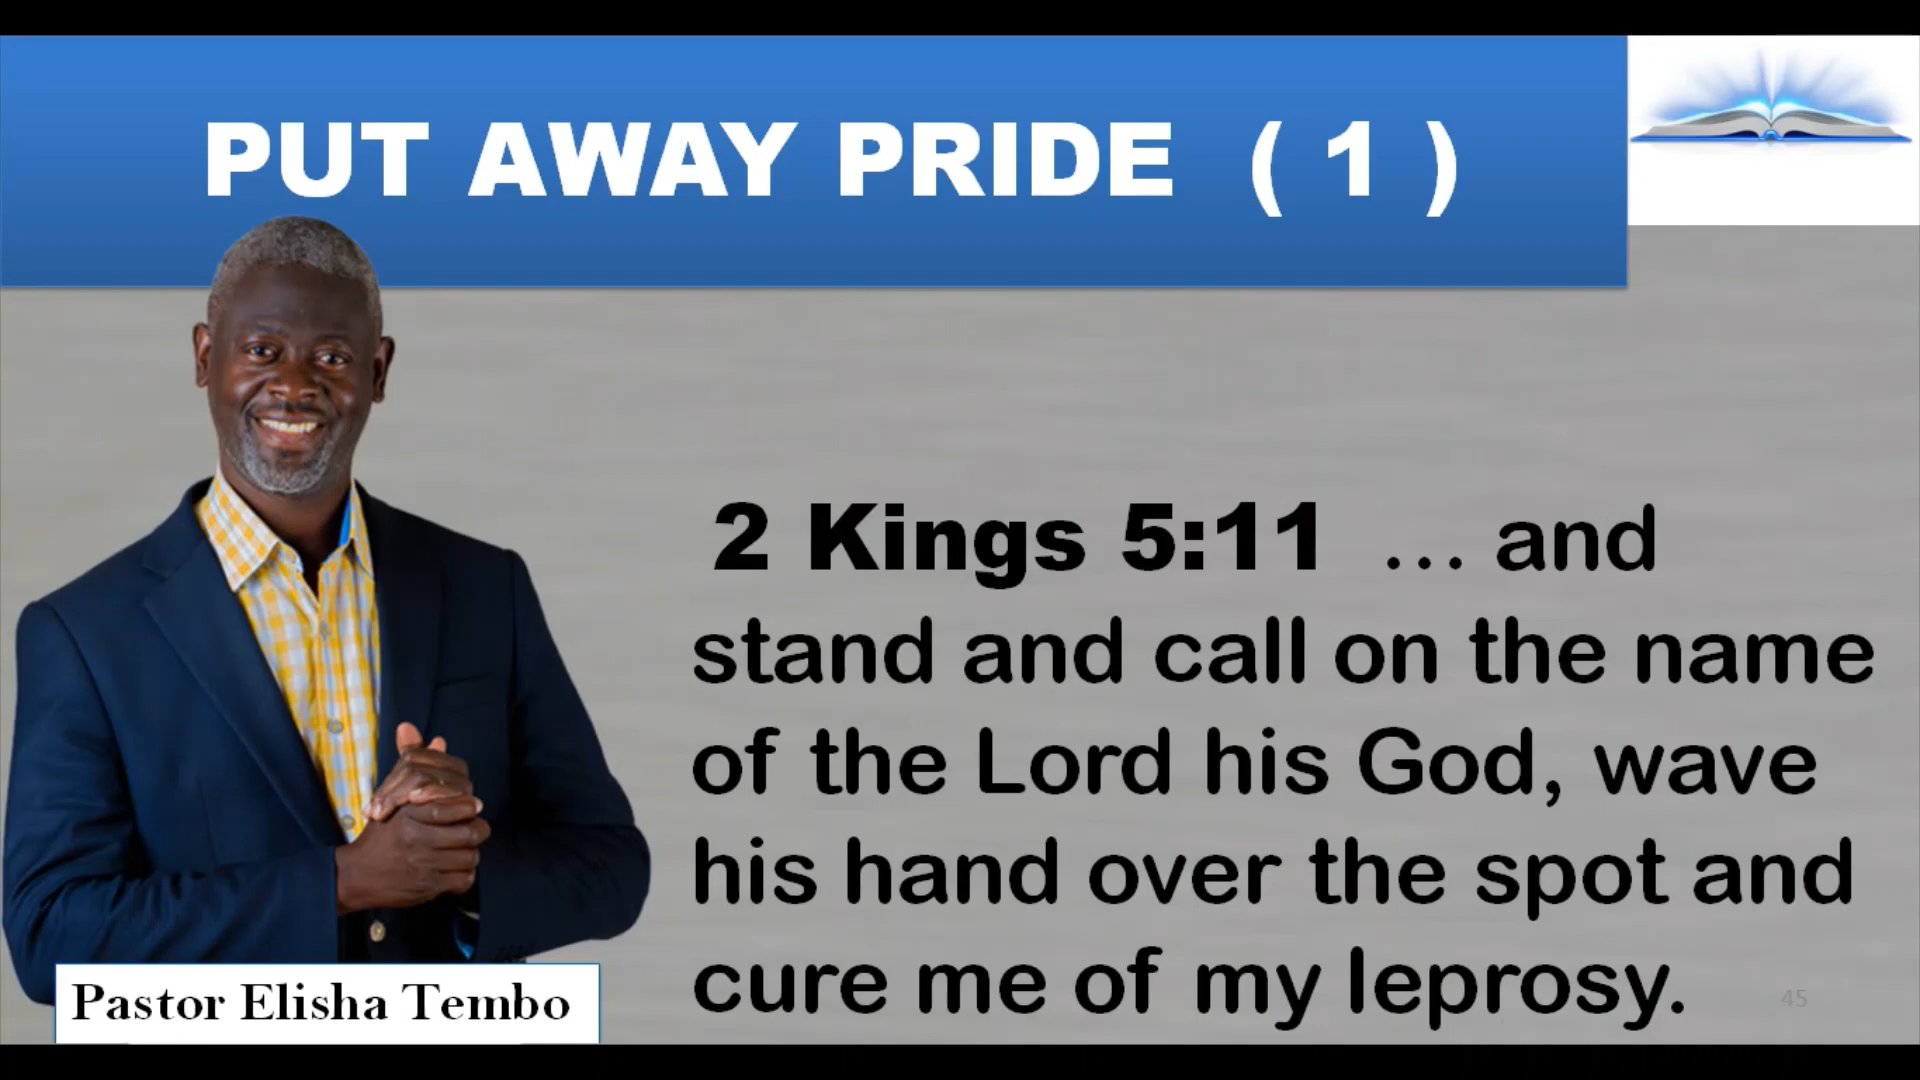 PUT AWAY PRIDE ( 1 )
2 Kings 5:11 ... and
stand and call on the name
of the Lord his God, wave
his hand over the spot and
cure me of my leprosy.
Pastor Elisha Tembo
45